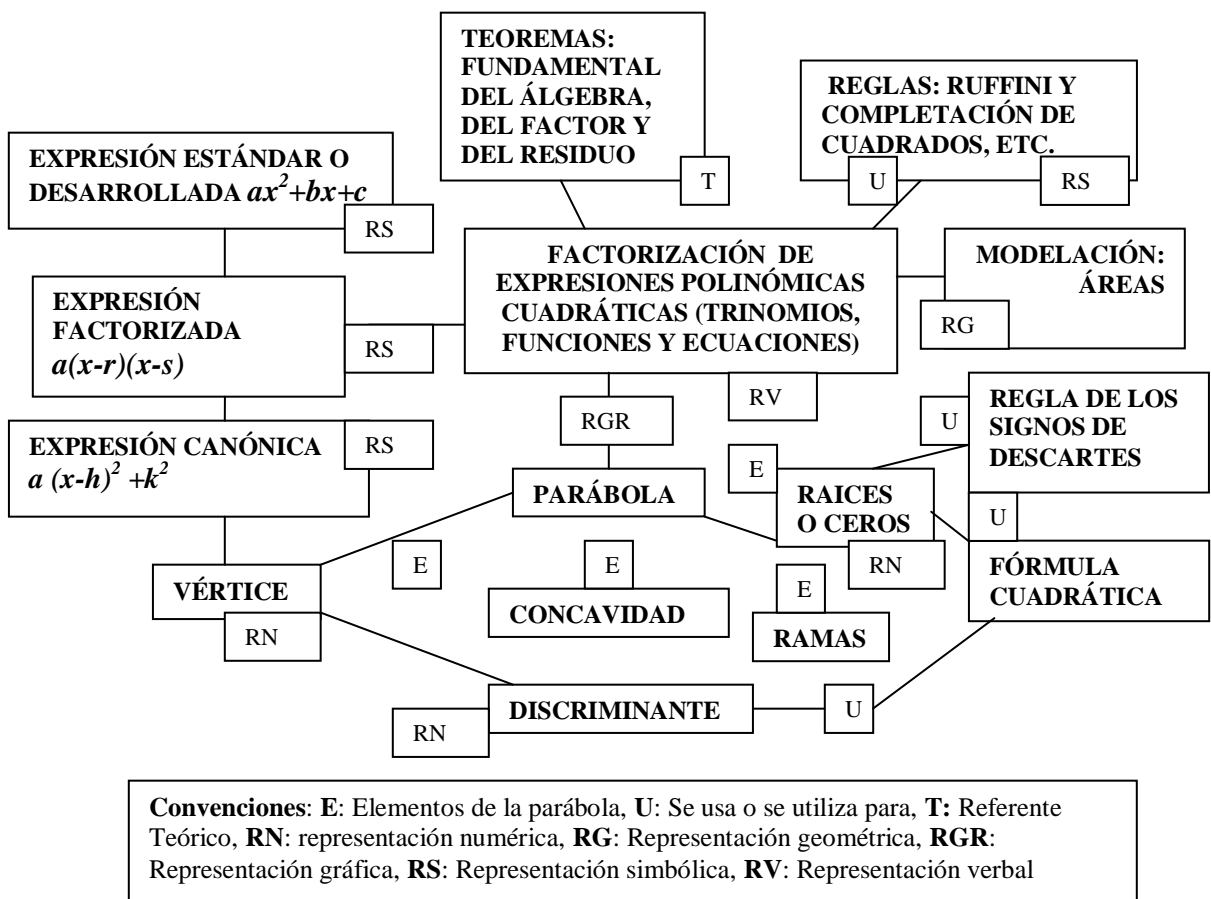 TEOREMAS:
FUNDAMENTAL
DEL ÁLGEBRA,
DEL FACTOR Y
DEL RESIDUO
T
REGLAS: RUFFINI Y
COMPLETACIÓN DE
CUADRADOS, ETC.
U
RS
EXPRESIÓN ESTÁNDAR O
DESARROLLADA ax²+bx+c
RS
FACTORIZACIÓN DE
EXPRESIONES POLINÓMICAS
CUADRÁTICAS (TRINOMIOS,
FUNCIONES Y ECUACIONES)
RV
MODELACIÓN:
ÁREAS
RG
EXPRESIÓN
FACTORIZADA
a(x-r)(x-s)
RS
RGR
EXPRESIÓN CANÓNICA
a (x-h)² +k²
RS
PARÁBOLA
E
RAICES
O CEROS
RN
U
REGLA DE LOS
SIGNOS DE
DESCARTES
U
FÓRMULA
CUADRÁTICA
VÉRTICE
RN
E
E
CONCAVIDAD
E
RAMAS
DISCRIMINANTE
RN
U
Convenciones: E: Elementos de la parábola, U: Se usa o se utiliza para, T: Referente
Teórico, RN: representación numérica, RG: Representación geométrica, RGR:
Representación gráfica, RS: Representación simbólica, RV: Representación verbal